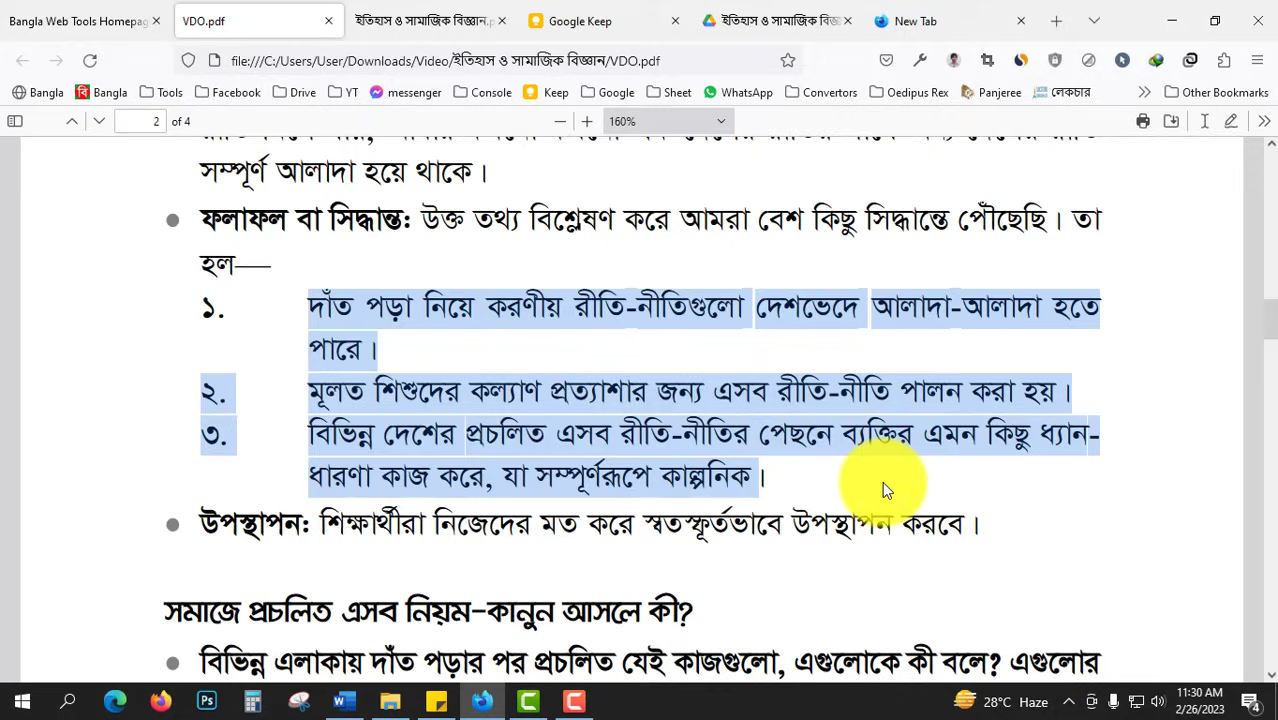 Bangla Web Tools Homepag
VDO.pdf
ইতিহাস ও সামাজিক বিজ্ঞান.p
Google Keep
ইতিহাস ও সামাজিক বিজ্ঞ
New Tab
file:///C:/Users/User/Downloads/Video/ইতিহাস ও সামাজিক বিজ্ঞান/VDO.pdf
Bangla
Bangla
Tools
Facebook
Drive
YT
messenger
Console
Keep
Google
Sheet
WhatsApp
Convertors
Oedipus Rex
Panjeree
লেকচার
Other Bookmarks
2 of 4
160%
সম্পূর্ণ আলাদা হয়ে থাকে।
ফলাফল বা সিদ্ধান্ত: উক্ত তথ্য বিশ্লেষণ করে আমরা বেশ কিছু সিদ্ধান্তে পৌঁছেছি। তা
হল—
১. দাঁত পড়া নিয়ে করণীয় রীতি-নীতিগুলো দেশভেদে আলাদা-আলাদা হতে
পারে।
২. মূলত শিশুদের কল্যাণ প্রত্যাশার জন্য এসব রীতি-নীতি পালন করা হয়।
৩. বিভিন্ন দেশের প্রচলিত এসব রীতি-নীতির পেছনে ব্যক্তির এমন কিছু ধ্যান-
ধারণা কাজ করে, যা সম্পূর্ণরূপে কাল্পনিক।
উপস্থাপন: শিক্ষার্থীরা নিজেদের মত করে স্বতস্ফূর্তভাবে উপস্থাপন করবে।
সমাজে প্রচলিত এসব নিয়ম-কানুন আসলে কী?
বিভিন্ন এলাকায় দাঁত পড়ার পর প্রচলিত যেই কাজগুলো, এগুলোকে কী বলে? এগুলোর
28°C Haze
11:30 AM
2/26/2023
4